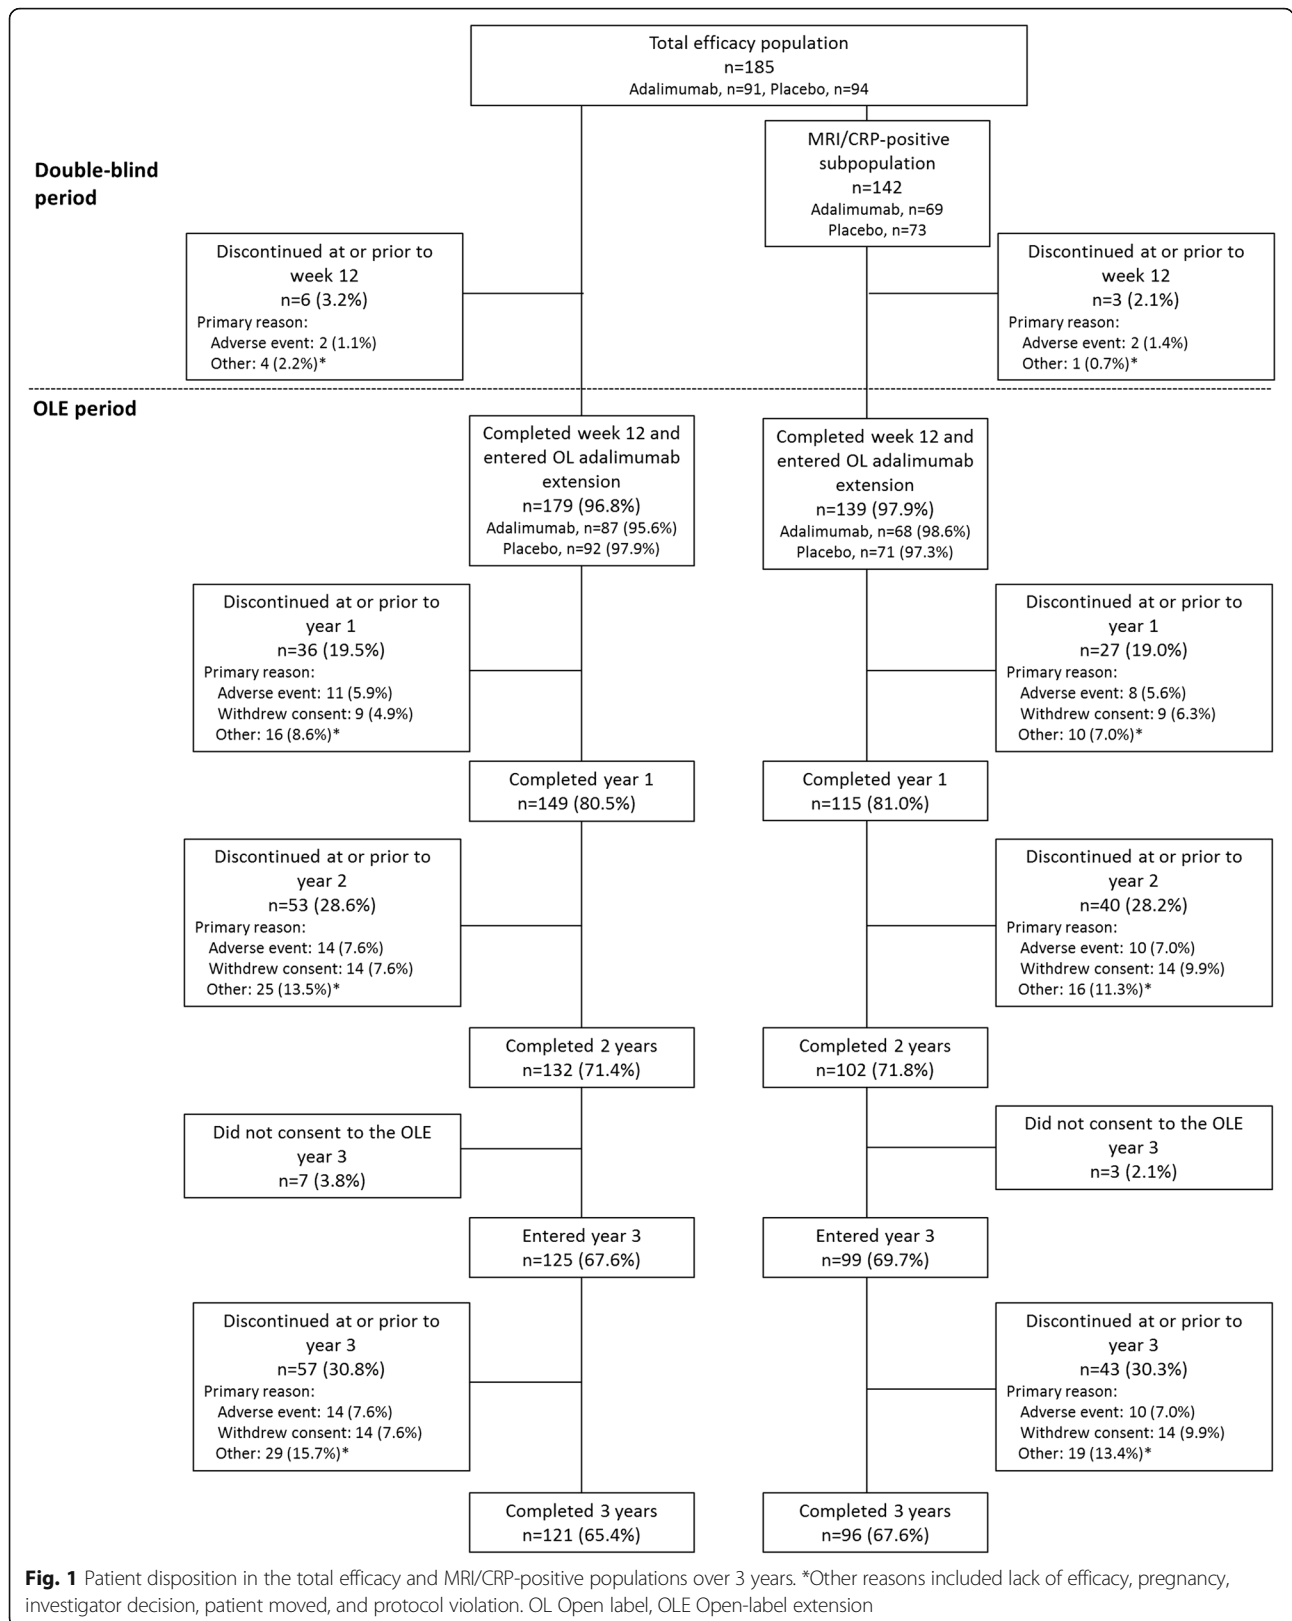 Total efficacy population
n=185
Adalimumab, n=91, Placebo, n=94
MRI/CRP-positive
subpopulation
n=142
Adalimumab, n=69
Placebo, n=73
Double-blind
period
Discontinued at or prior to
week 12
n=6 (3.2%)
Primary reason:
Adverse event: 2 (1.1%)
Other: 4 (2.2%)*
Discontinued at or prior to
week 12
n=3 (2.1%)
Primary reason:
Adverse event: 2 (1.4%)
Other: 1 (0.7%)*
OLE period
Completed week 12 and
entered OL adalimumab
extension
n=179 (96.8%)
Adalimumab, n=87 (95.6%)
Placebo, n=92 (97.9%)
Completed week 12 and
entered OL adalimumab
extension
n=139 (97.9%)
Adalimumab, n=68 (98.6%)
Placebo, n=71 (97.3%)
Discontinued at or prior to
year 1
n=36 (19.5%)
Primary reason:
Adverse event: 11 (5.9%)
Withdrew consent: 9 (4.9%)
Other: 16 (8.6%)*
Discontinued at or prior to
year 1
n=27 (19.0%)
Primary reason:
Adverse event: 8 (5.6%)
Withdrew consent: 9 (6.3%)
Other: 10 (7.0%)*
Completed year 1
n=149 (80.5%)
Completed year 1
n=115 (81.0%)
Discontinued at or prior to
year 2
n=53 (28.6%)
Primary reason:
Adverse event: 14 (7.6%)
Withdrew consent: 14 (7.6%)
Other: 25 (13.5%)*
Discontinued at or prior to
year 2
n=40 (28.2%)
Primary reason:
Adverse event: 10 (7.0%)
Withdrew consent: 14 (9.9%)
Other: 16 (11.3%)*
Completed 2 years
n=132 (71.4%)
Completed 2 years
n=102 (71.8%)
Did not consent to the OLE
year 3
n=7 (3.8%)
Did not consent to the OLE
year 3
n=3 (2.1%)
Entered year 3
n=125 (67.6%)
Entered year 3
n=99 (69.7%)
Discontinued at or prior to
year 3
n=57 (30.8%)
Primary reason:
Adverse event: 14 (7.6%)
Withdrew consent: 14 (7.6%)
Other: 29 (15.7%)*
Discontinued at or prior to
year 3
n=43 (30.3%)
Primary reason:
Adverse event: 10 (7.0%)
Withdrew consent: 14 (9.9%)
Other: 19 (13.4%)*
Completed 3 years
n=121 (65.4%)
Completed 3 years
n=96 (67.6%)
Fig. 1 Patient disposition in the total efficacy and MRI/CRP-positive populations over 3 years. *Other reasons included lack of efficacy, pregnancy,
investigator decision, patient moved, and protocol violation. OL Open label, OLE Open-label extension